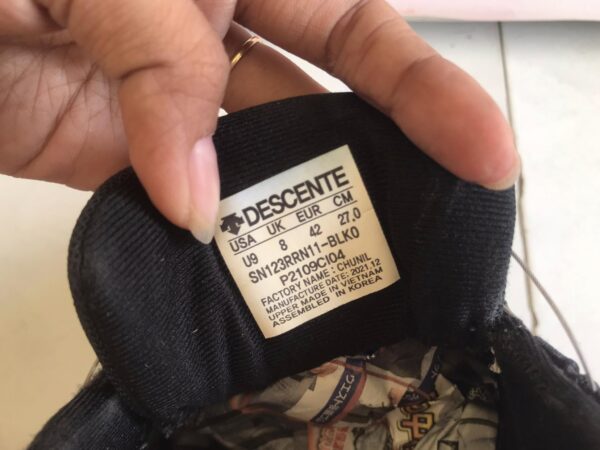 DESCENTE
USA UK EUR CM
U9 8 42 27.0
SN123RRN11-BLK0
P2109CI04
FACTORY NAME : CHUNIL
MANUFACTURE DATE : 2021.12
UPPER MADE IN VIETNAM
ASSEMBLED IN KOREA